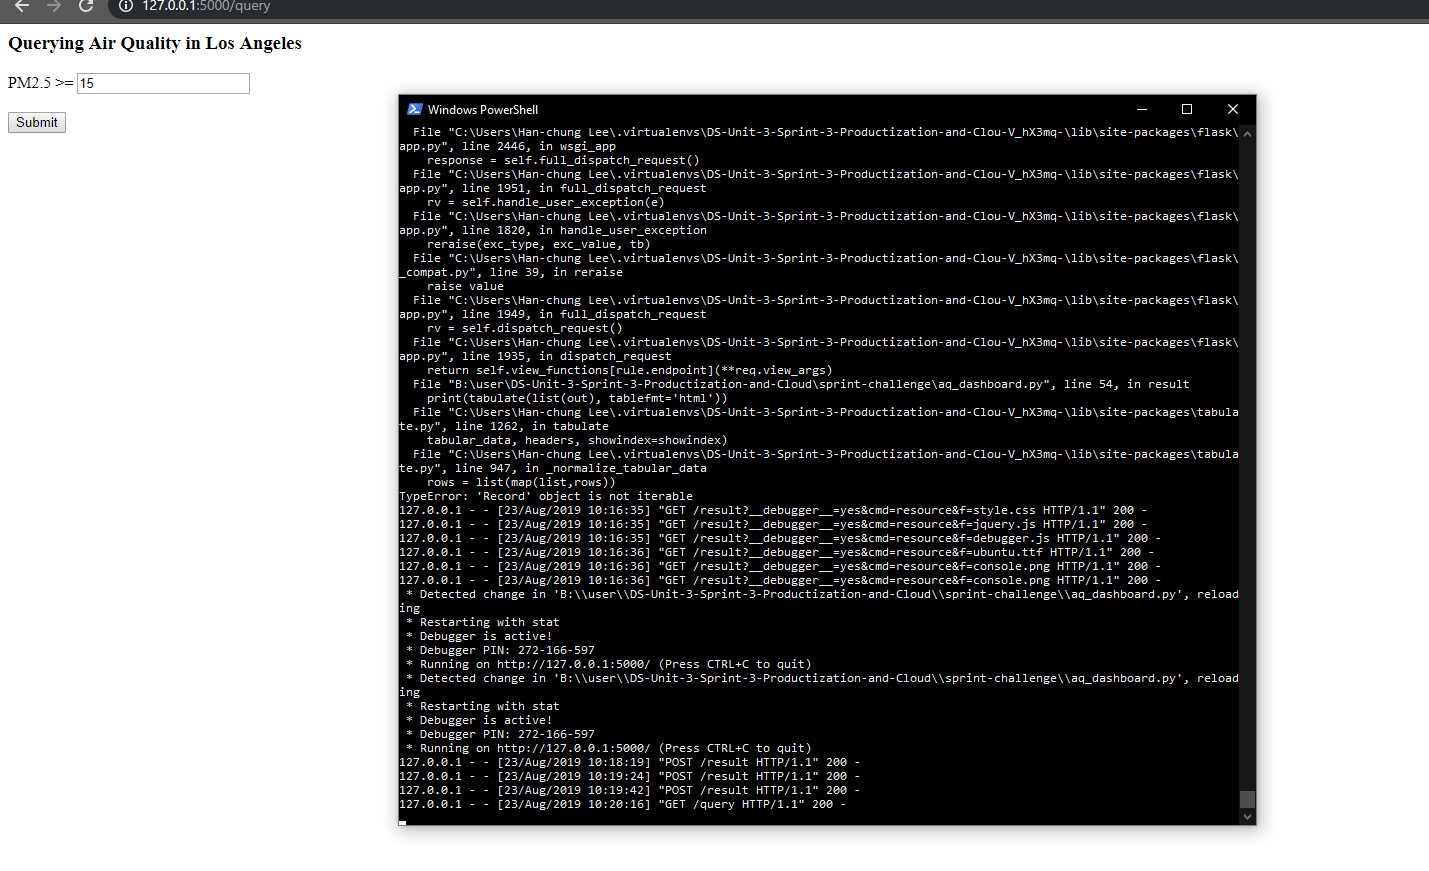 127.0.0.1:5000/query
Querying Air Quality in Los Angeles
PM2.5 >= 15
Submit
Windows PowerShell
File "C:\Users\Han-chung Lee\.virtualenvs\DS-Unit-3-Sprint-3-Productization-and-Clou-V_hX3mq-\lib\site-packages\flask\
app.py", line 2446, in wsgi_app
response = self.full_dispatch_request()
File "C:\Users\Han-chung Lee\.virtualenvs\DS-Unit-3-Sprint-3-Productization-and-Clou-V_hX3mq-\lib\site-packages\flask\
app.py", line 1951, in full_dispatch_request
rv = self.handle_user_exception(e)
File "C:\Users\Han-chung Lee\.virtualenvs\DS-Unit-3-Sprint-3-Productization-and-Clou-V_hX3mq-\lib\site-packages\flask\
app.py", line 1820, in handle_user_exception
reraise(exc_type, exc_value, tb)
File "C:\Users\Han-chung Lee\.virtualenvs\DS-Unit-3-Sprint-3-Productization-and-Clou-V_hX3mq-\lib\site-packages\flask\
_compat.py", line 39, in reraise
raise value
File "C:\Users\Han-chung Lee\.virtualenvs\DS-Unit-3-Sprint-3-Productization-and-Clou-V_hX3mq-\lib\site-packages\flask\
app.py", line 1949, in full_dispatch_request
rv = self.dispatch_request()
File "C:\Users\Han-chung Lee\.virtualenvs\DS-Unit-3-Sprint-3-Productization-and-Clou-V_hX3mq-\lib\site-packages\flask\
app.py", line 1935, in dispatch_request
return self.view_functions[rule.endpoint](**req.view_args)
File "B:\user\DS-Unit-3-Sprint-3-Productization-and-Cloud\sprint-challenge\aq_dashboard.py", line 54, in result
print(tabulate(list(out), tablefmt='html'))
File "C:\Users\Han-chung Lee\.virtualenvs\DS-Unit-3-Sprint-3-Productization-and-Clou-V_hX3mq-\lib\site-packages\tabula
te.py", line 1262, in tabulate
tabular_data, headers, showindex=showindex)
File "C:\Users\Han-chung Lee\.virtualenvs\DS-Unit-3-Sprint-3-Productization-and-Clou-V_hX3mq-\lib\site-packages\tabula
te.py", line 947, in _normalize_tabular_data
rows = list(map(list,rows))
TypeError: 'Record' object is not iterable
127.0.0.1 - - [23/Aug/2019 10:16:35] "GET /result?__debugger__=yes&cmd=resource&f=style.css HTTP/1.1" 200 -
127.0.0.1 - - [23/Aug/2019 10:16:35] "GET /result?__debugger__=yes&cmd=resource&f=jquery.js HTTP/1.1" 200 -
127.0.0.1 - - [23/Aug/2019 10:16:35] "GET /result?__debugger__=yes&cmd=resource&f=debugger.js HTTP/1.1" 200 -
127.0.0.1 - - [23/Aug/2019 10:16:36] "GET /result?__debugger__=yes&cmd=resource&f=ubuntu.ttf HTTP/1.1" 200 -
127.0.0.1 - - [23/Aug/2019 10:16:36] "GET /result?__debugger__=yes&cmd=resource&f=console.png HTTP/1.1" 200 -
127.0.0.1 - - [23/Aug/2019 10:16:36] "GET /result?__debugger__=yes&cmd=resource&f=console.png HTTP/1.1" 200 -
* Detected change in 'B:\\user\\DS-Unit-3-Sprint-3-Productization-and-Cloud\\sprint-challenge\\aq_dashboard.py', reload
ing
* Restarting with stat
* Debugger is active!
* Debugger PIN: 272-166-597
* Running on http://127.0.0.1:5000/ (Press CTRL+C to quit)
* Detected change in 'B:\\user\\DS-Unit-3-Sprint-3-Productization-and-Cloud\\sprint-challenge\\aq_dashboard.py', reload
ing
* Restarting with stat
* Debugger is active!
* Debugger PIN: 272-166-597
* Running on http://127.0.0.1:5000/ (Press CTRL+C to quit)
127.0.0.1 - - [23/Aug/2019 10:18:19] "POST /result HTTP/1.1" 200 -
127.0.0.1 - - [23/Aug/2019 10:19:24] "POST /result HTTP/1.1" 200 -
127.0.0.1 - - [23/Aug/2019 10:19:42] "POST /result HTTP/1.1" 200 -
127.0.0.1 - - [23/Aug/2019 10:20:16] "GET /query HTTP/1.1" 200 -